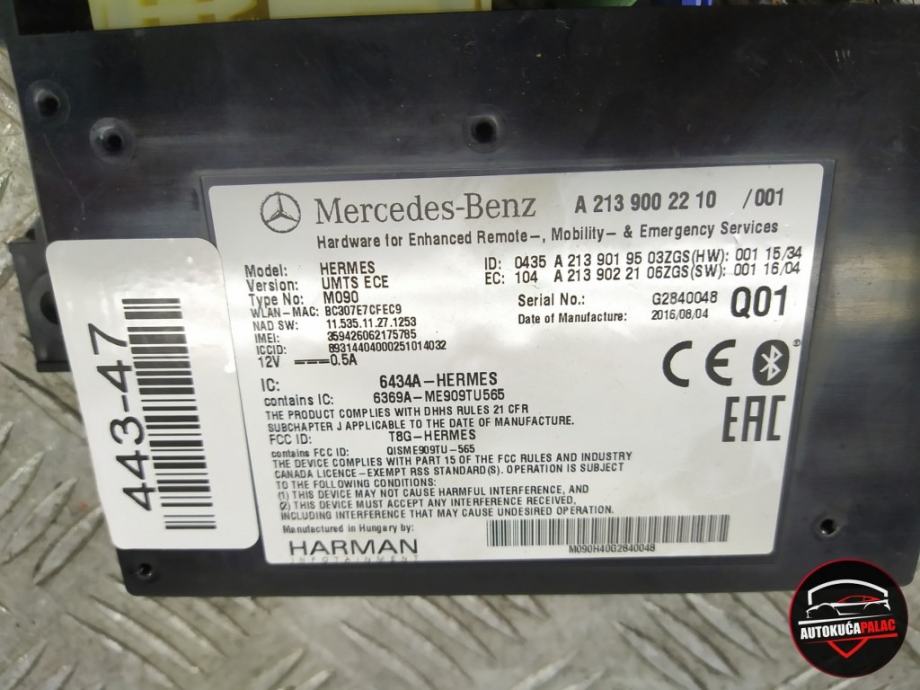 Mercedes-Benz A 213 900 22 10 /001
Hardware for Enhanced Remote-, Mobility- & Emergency Services
Model: HERMES
ID: 0435 A 213 901 95 03ZGS(HW): 001 15/34
Version: UMTS ECE
EC: 104 A 213 902 21 06ZGS(SW): 001 16/04
Type No: M090
WLAN-MAC: BC307E7CFEC9
Serial No.: G2840048 Q01
NAD SW: 11.535.11.27.1253
Date of Manufacture: 2016/08/04
IMEI: 359426062175785
ICCID: 89314404000251014032
12V 0.5A
CE
IC: 6434A-HERMES
contains IC: 6369A-ME909TU565
EAC
THE PRODUCT COMPLIES WITH DHHS RULES 21 CFR
SUBCHAPTER J APPLICABLE TO THE DATE OF MANUFACTURE.
FCC ID: T8G-HERMES
contains FCC ID: QISME909TU-565
THE DEVICE COMPLIES WITH PART 15 OF THE FCC RULES AND INDUSTRY
CANADA LICENCE-EXEMPT RSS STANDARD(S). OPERATION IS SUBJECT
TO THE FOLLOWING CONDITIONS:
(1) THIS DEVICE MAY NOT CAUSE HARMFUL INTERFERENCE, AND
(2) THIS DEVICE MUST ACCEPT ANY INTERFERENCE RECEIVED,
INCLUDING INTERFERENCE THAT MAY CAUSE UNDESIRED OPERATION.
Manufactured in Hungary by:
HARMAN
INFOTAINMENT
M090H40G2840048
443-47
AUTOKUĆAPALAC